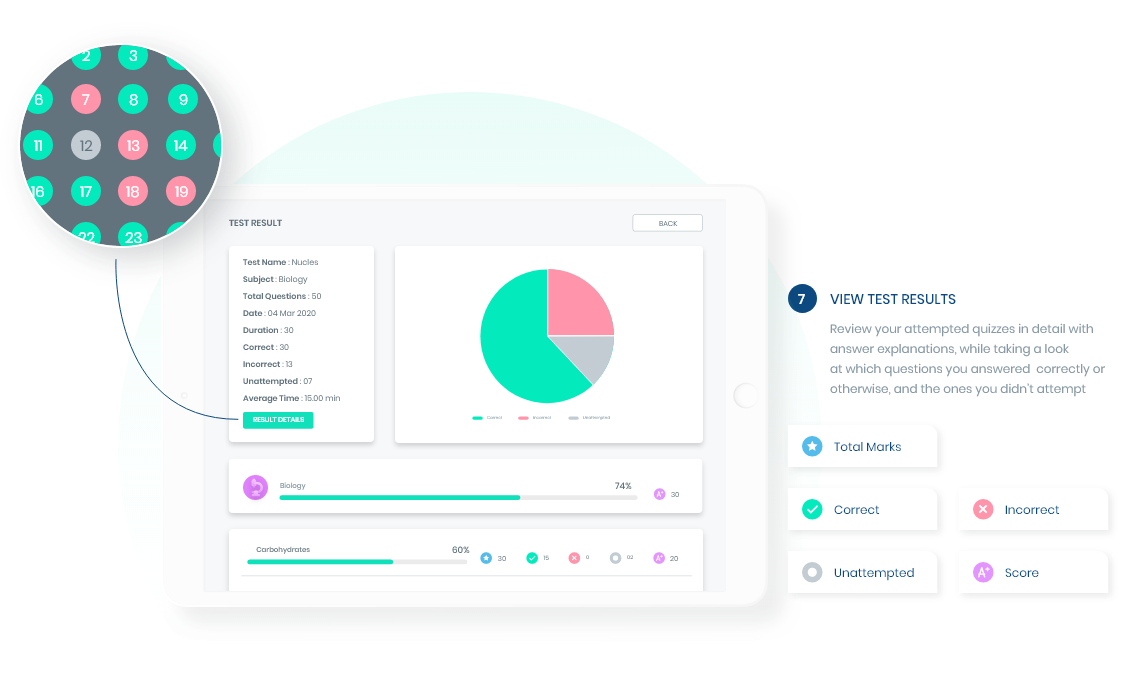 2 3
6 7 8 9
11 12 13 14
16 17 18 19
22 23
TEST RESULT
BACK
Test Name : Nucles
Subject : Biology
Total Questions : 50
Date : 04 Mar 2020
Duration : 30
Correct : 30
Incorrect : 13
Unattempted : 07
Average Time : 15.00 min
RESULT DETAILS
Correct Incorrect Unattempted
Biology 74% A+ 30
Carbohydrates 60% 30 15 0 02 A+ 20
7 VIEW TEST RESULTS
Review your attempted quizzes in detail with
answer explanations, while taking a look
at which questions you answered correctly or
otherwise, and the ones you didn't attempt
Total Marks
Correct Incorrect
Unattempted A+ Score